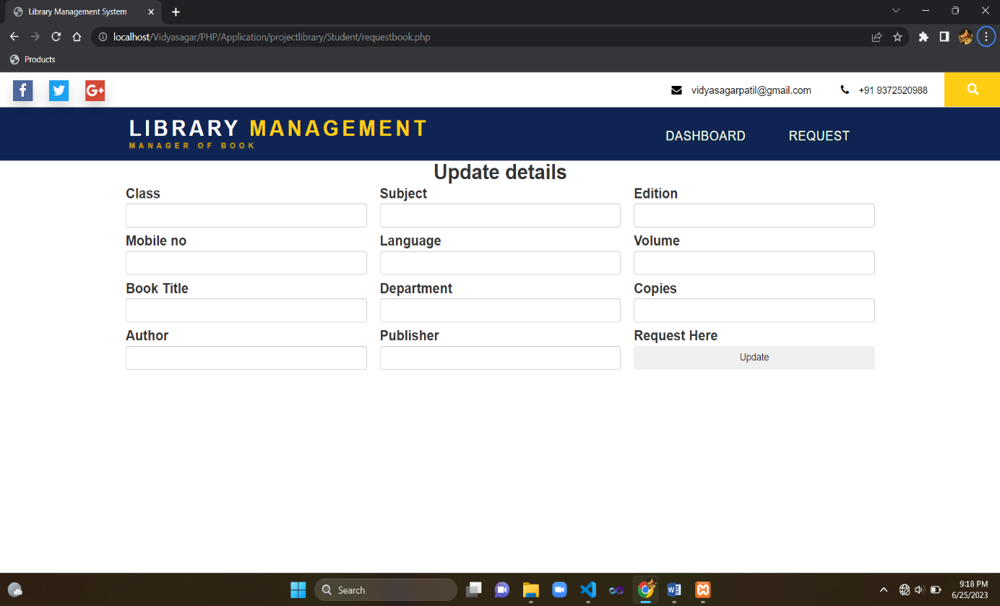 Library Management System
localhost/Vidyasagar/PHP/Application/projectlibrary/Student/requestbook.php
Products
f G+ vidyasagarpatil@gmail.com +91 9372520988
LIBRARY MANAGEMENT
MANAGER OF BOOK
DASHBOARD REQUEST
Update details
Class Subject Edition
Mobile no Language Volume
Book Title Department Copies
Author Publisher Request Here
Update
Search
9:18 PM
6/25/2023